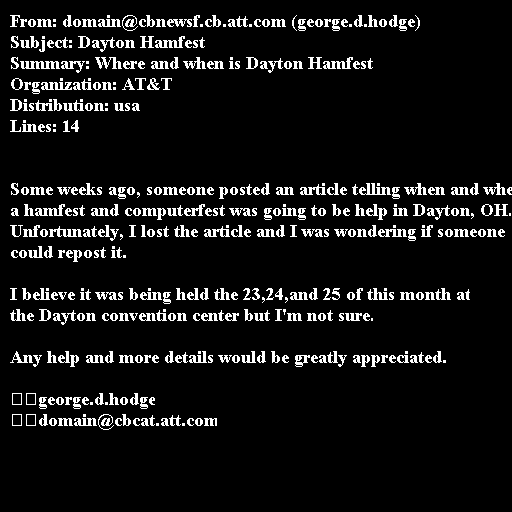 From: domain@cbnewsf.cb.att.com (george.d.hodge)
Subject: Dayton Hamfest
Summary: Where and when is Dayton Hamfest
Organization: AT&T
Distribution: usa
Lines: 14
Some weeks ago, someone posted an article telling when and whe
a hamfest and computerfest was going to be help in Dayton, OH.
Unfortunately, I lost the article and I was wondering if someone
could repost it.
I believe it was being held the 23,24,and 25 of this month at
the Dayton convention center but I'm not sure.
Any help and more details would be greatly appreciated.
george.d.hodge
domain@cbcat.att.com